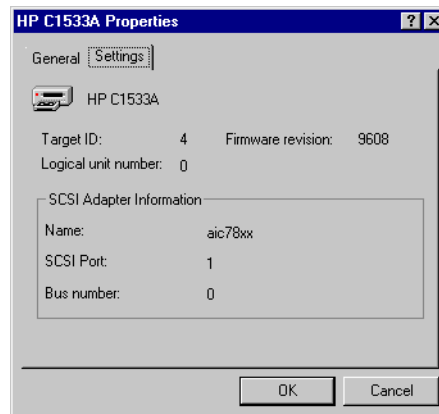 HP C1533A Properties
General Settings
HP C1533A
Target ID: 4 Firmware revision: 9608
Logical unit number: 0
SCSI Adapter Information
Name: aic78xx
SCSI Port: 1
Bus number: 0
OK Cancel